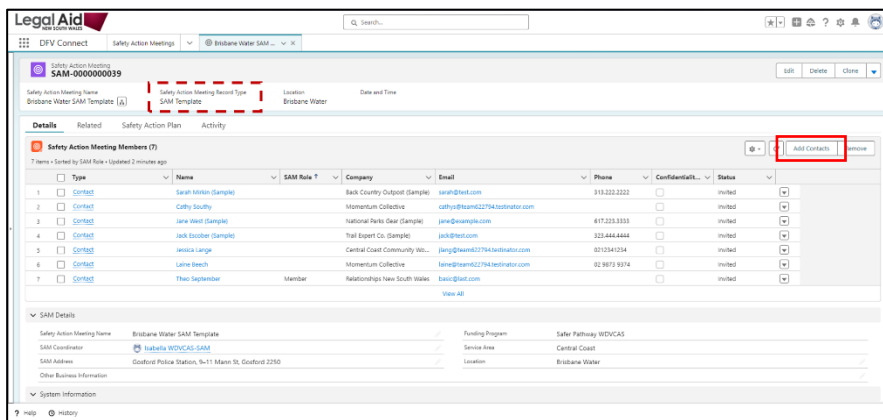 Legal Aid
NEW SOUTH WALES
Search...
DFV Connect Safety Action Meetings Brisbane Water SAM ...
Safety Action Meeting
SAM-0000000039
Edit Delete Clone
Safety Action Meeting Name Safety Action Meeting Record Type Location Date and Time
Brisbane Water SAM Template SAM Template Brisbane Water
Details Related Safety Action Plan Activity
Safety Action Meeting Members (7)
Add Contacts Remove
7 items • Sorted by SAM Role • Updated 2 minutes ago
Type Name SAM Role ↑ Company Email Phone Confidentialit... Status
1 Contact Sarah Mirkin (Sample) Back Country Outpost (Sample) sarah@test.com 313.222.2222 Invited
2 Contact Cathy Southy Momentum Collective cathys@team622794.testinator.com Invited
3 Contact Jane West (Sample) National Parks Gear (Sample) jane@example.com 617.223.3333 Invited
4 Contact Jack Escober (Sample) Trail Expert Co. (Sample) jack@test.com 323.444.4444 Invited
5 Contact Jessica Lange Central Coast Community Wo... jlang@team622794.testinator.com 0212341234 Invited
6 Contact Laine Beech Momentum Collective laine@team622794.testinator.com 02 9873 9374 Invited
7 Contact Theo September Member Relationships New South Wales basic@last.com Invited
View All
SAM Details
Safety Action Meeting Name Brisbane Water SAM Template Funding Program Safer Pathway WDVCAS
SAM Coordinator Isabella WDVCAS-SAM Service Area Central Coast
SAM Address Gosford Police Station, 9-11 Mann St, Gosford 2250 Location Brisbane Water
Other Business Information
System Information
? Help History